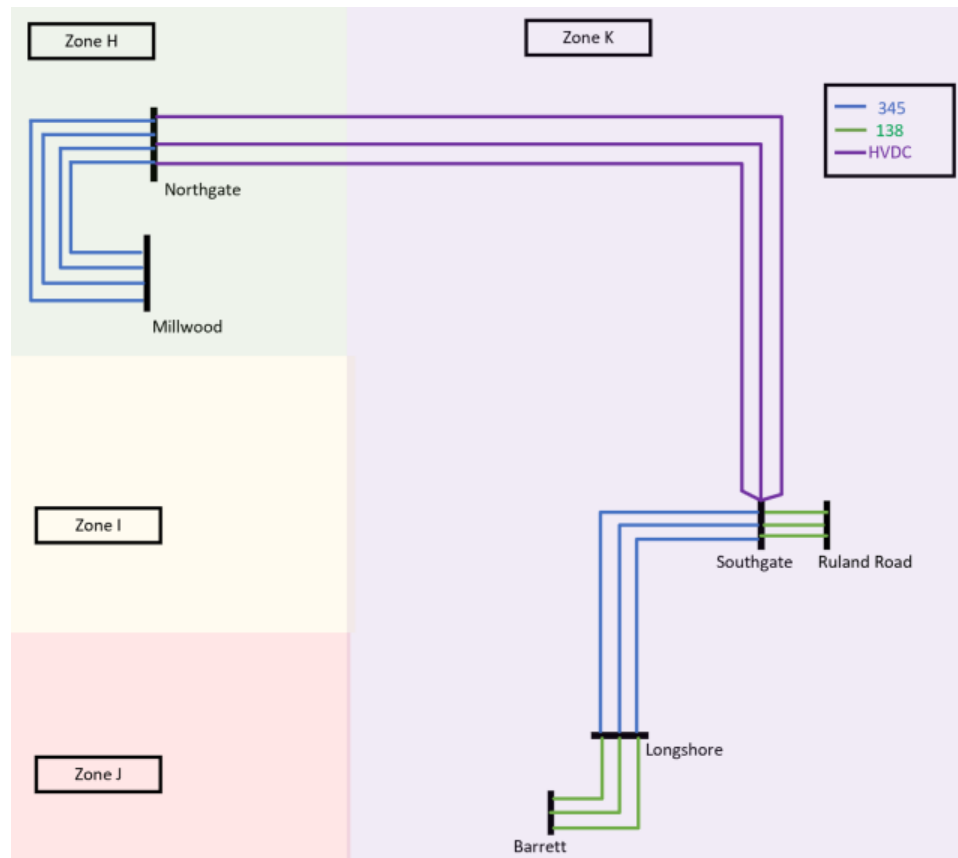 Zone H
Zone K
345
138
HVDC
Northgate
Millwood
Zone I
Southgate
Ruland Road
Zone J
Longshore
Barrett